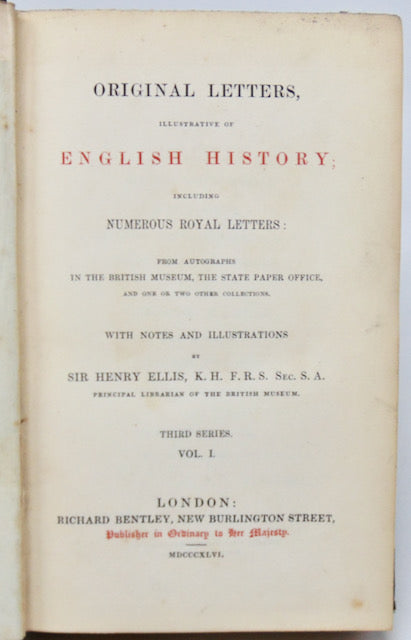 ORIGINAL LETTERS,
ILLUSTRATIVE OF
ENGLISH HISTORY;
INCLUDING
NUMEROUS ROYAL LETTERS:
FROM AUTOGRAPHS
IN THE BRITISH MUSEUM, THE STATE PAPER OFFICE,
AND ONE OR TWO OTHER COLLECTIONS.
WITH NOTES AND ILLUSTRATIONS
BY
SIR HENRY ELLIS, K. H. F. R. S. SEC. S. A.
PRINCIPAL LIBRARIAN OF THE BRITISH MUSEUM.
THIRD SERIES.
VOL. I.
LONDON:
RICHARD BENTLEY, NEW BURLINGTON STREET,
Publisher in Ordinary to Her Majesty.
MDCCCXLVI.